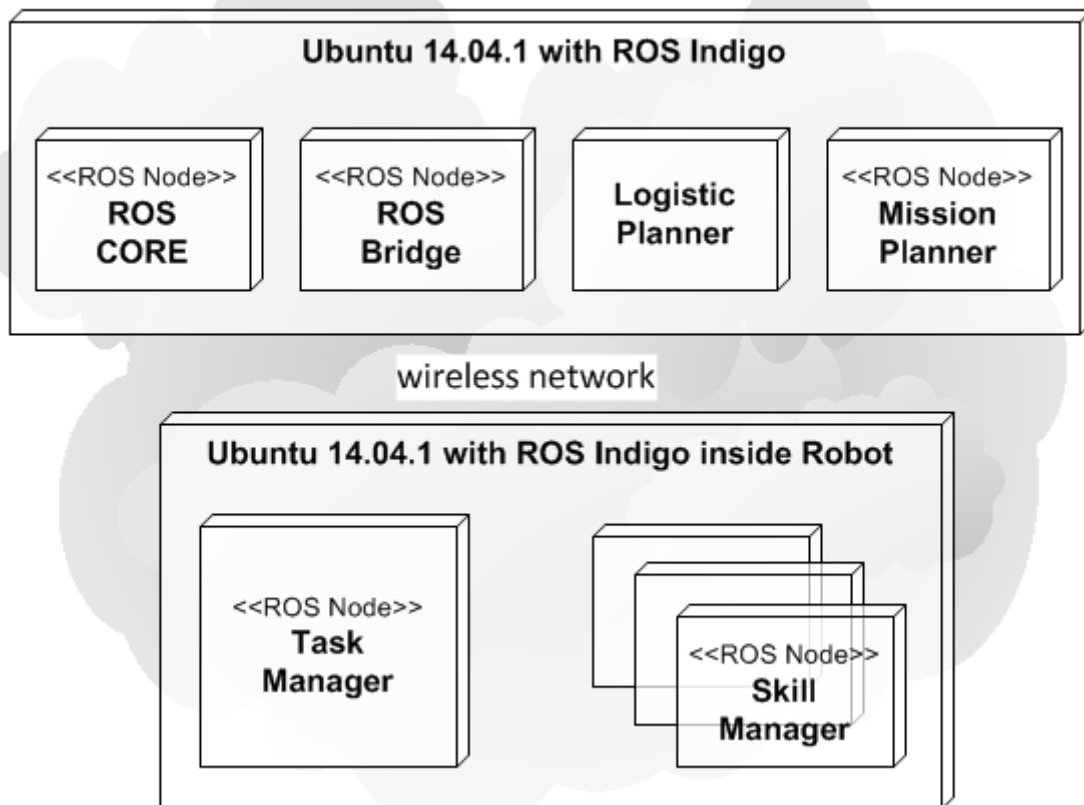 Ubuntu 14.04.1 with ROS Indigo
<<ROS Node>>
ROS
CORE
<<ROS Node>>
ROS
Bridge
Logistic
Planner
<<ROS Node>>
Mission
Planner
wireless network
Ubuntu 14.04.1 with ROS Indigo inside Robot
<<ROS Node>>
Task
Manager
<<ROS Node>>
Skill
Manager